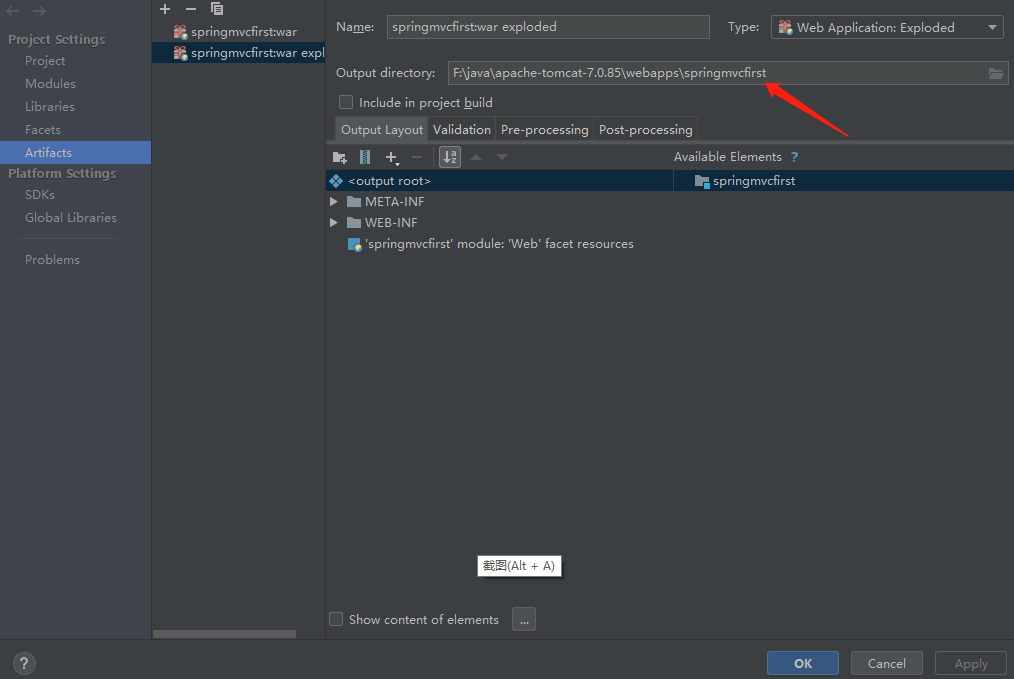 Project Settings
Project
Modules
Libraries
Facets
Artifacts
Platform Settings
SDKs
Global Libraries
Problems
springmvcfirst:war
springmvcfirst:war expl
Name: springmvcfirst:war exploded Type: Web Application: Exploded
Output directory: F:\java\apache-tomcat-7.0.85\webapps\springmvcfirst
Include in project build
Output Layout Validation Pre-processing Post-processing
Available Elements ?
<output root> springmvcfirst
META-INF
WEB-INF
'springmvcfirst' module: 'Web' facet resources
截图(Alt + A)
Show content of elements ...
? OK Cancel Apply